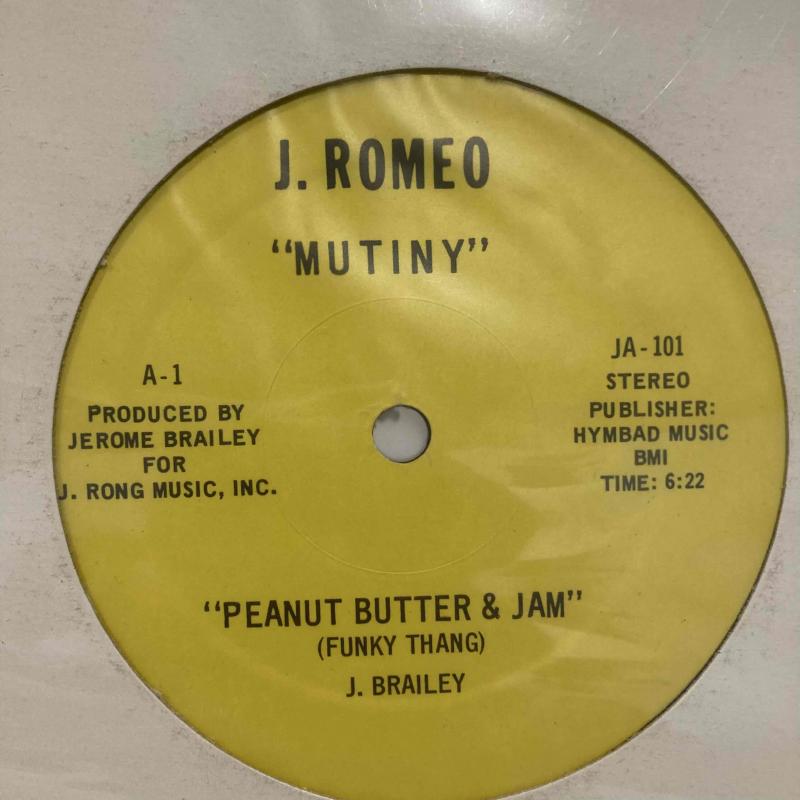 J. ROMEO
"MUTINY"
A-1
PRODUCED BY
JEROME BRAILEY
FOR
J. RONG MUSIC, INC.
JA-101
STEREO
PUBLISHER:
HYMBAD MUSIC
BMI
TIME: 6:22
"PEANUT BUTTER & JAM"
(FUNKY THANG)
J. BRAILEY